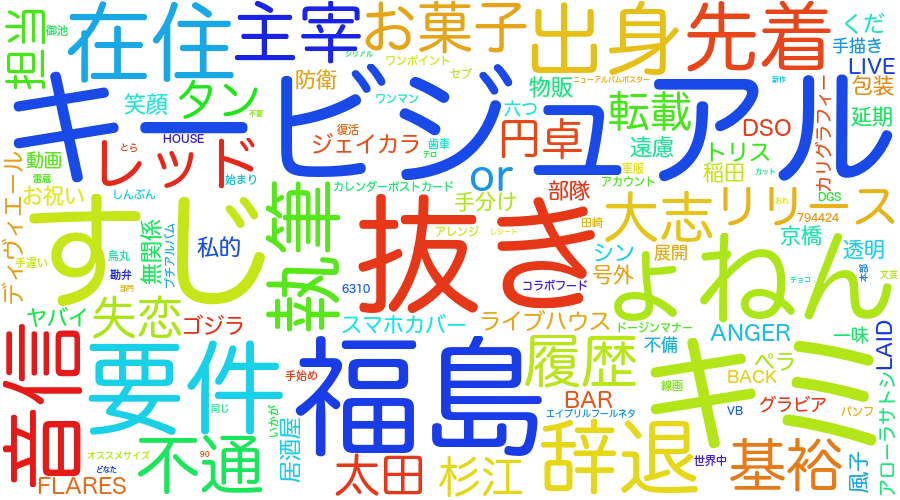 御池
担当
在住
主宰
シリアル
お菓子
ワンポイント
セブ
出身
ニューアルバムポスター
先着
新作
くだ
手描き
LIVE
キービジュアル
笑顔
タン
不要
防衛
ワンマン
六つ
物販
転載
カリグラフィー
包装
延期
HOUSE
とら
復活
歯車
テロ
ジェイカラ
円卓
DSO
動画
雷蔵
レッド
始まり
or
遠慮
トリス
軍服
カット
お祝い
しんぶん
カレンダーポストカード
部隊
アカウント
稲田
DGS
手分け
ディヴィエール
すじ
執筆
抜き
大志
リリース
おれ
794424
田崎
アレンジ
レシート
京橋
無関係
プチアルバム
私的
シン
展開
透明
手違い
烏丸
勘弁
部門
6310
コラボフード
号外
よねん
チョコ
本部
文芸
ヤバイ
失恋
ゴジラ
スマホカバー
ライブハウス
ドージンマナー
ANGER
一味
LAID
音信
要件
福島
履歴
不備
キミ
ペラ
BACK
手始め
線画
BAR
VB
グラビア
パンフ
アローラサトシ
同じ
いかが
居酒屋
エイプリルフールネタ
オススメサイズ
どなた
不通
90
太田
杉江
辞退
世界中
基裕
風子
FLARES